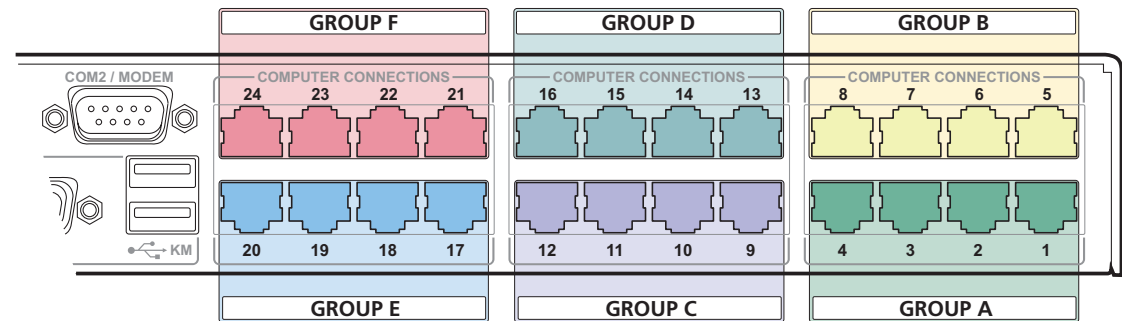 GROUP F GROUP D GROUP B
COM2 / MODEM COMPUTER CONNECTIONS COMPUTER CONNECTIONS COMPUTER CONNECTIONS
24 23 22 21 16 15 14 13 8 7 6 5
KM 20 19 18 17 12 11 10 9 4 3 2 1
GROUP E GROUP C GROUP A